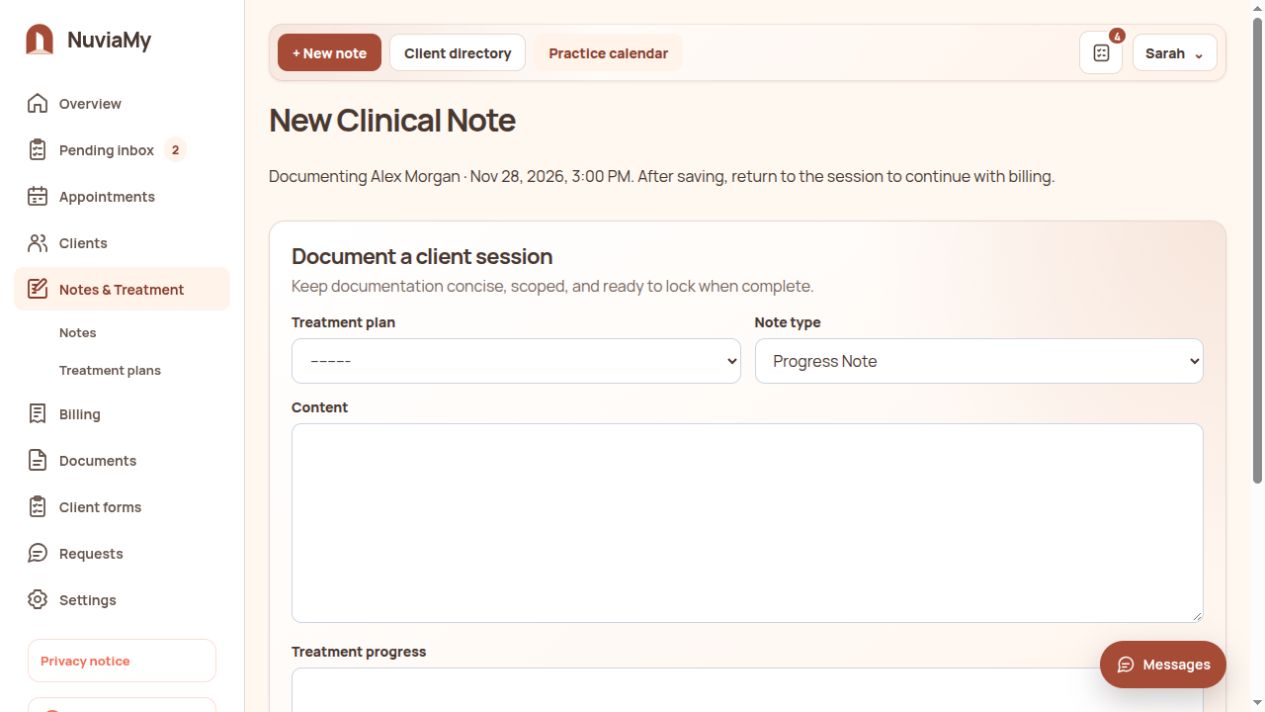 NuviaMy
Overview
Pending inbox 2
Appointments
Clients
Notes & Treatment
Notes
Treatment plans
Billing
Documents
Client forms
Requests
Settings
Privacy notice
+ New note
Client directory
Practice calendar
4
Sarah
New Clinical Note
Documenting Alex Morgan · Nov 28, 2026, 3:00 PM. After saving, return to the session to continue with billing.
Document a client session
Keep documentation concise, scoped, and ready to lock when complete.
Treatment plan
---------
Note type
Progress Note
Content
Treatment progress
Messages